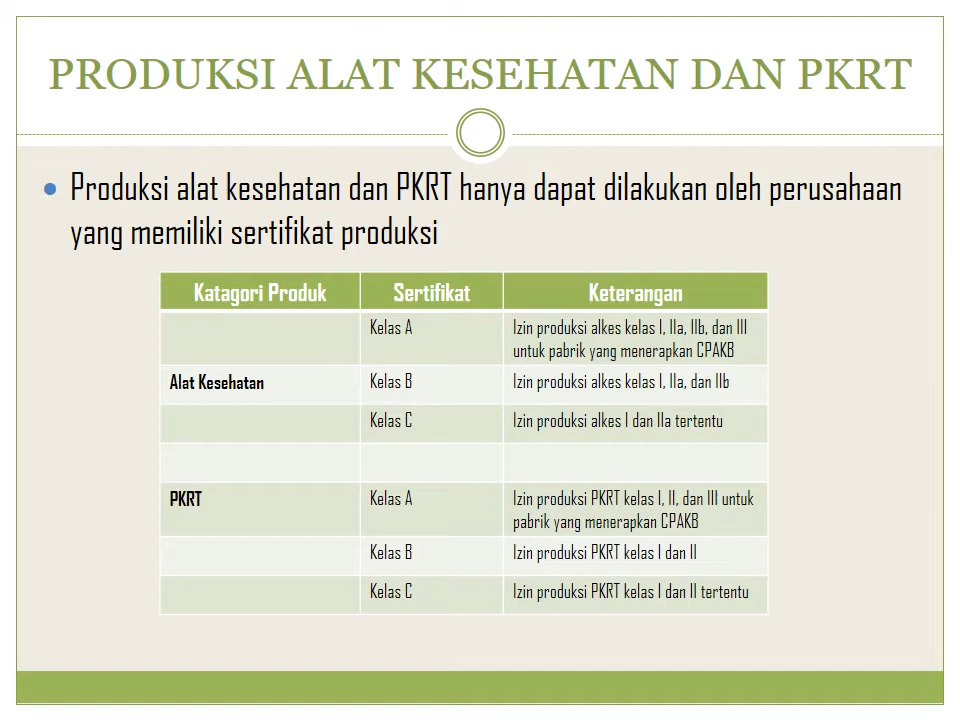 PRODUKSI ALAT KESEHATAN DAN PKRT
Produksi alat kesehatan dan PKRT hanya dapat dilakukan oleh perusahaan
yang memiliki sertifikat produksi
Katagori Produk Sertifikat Keterangan
Kelas A Izin produksi alkes kelas I, IIa, IIb, dan III
untuk pabrik yang menerapkan CPAKB
Alat Kesehatan Kelas B Izin produksi alkes kelas I, IIa, dan IIb
Kelas C Izin produksi alkes I dan IIa tertentu
PKRT Kelas A Izin produksi PKRT kelas I, II, dan III untuk
pabrik yang menerapkan CPAKB
Kelas B Izin produksi PKRT kelas I dan II
Kelas C Izin produksi PKRT kelas I dan II tertentu